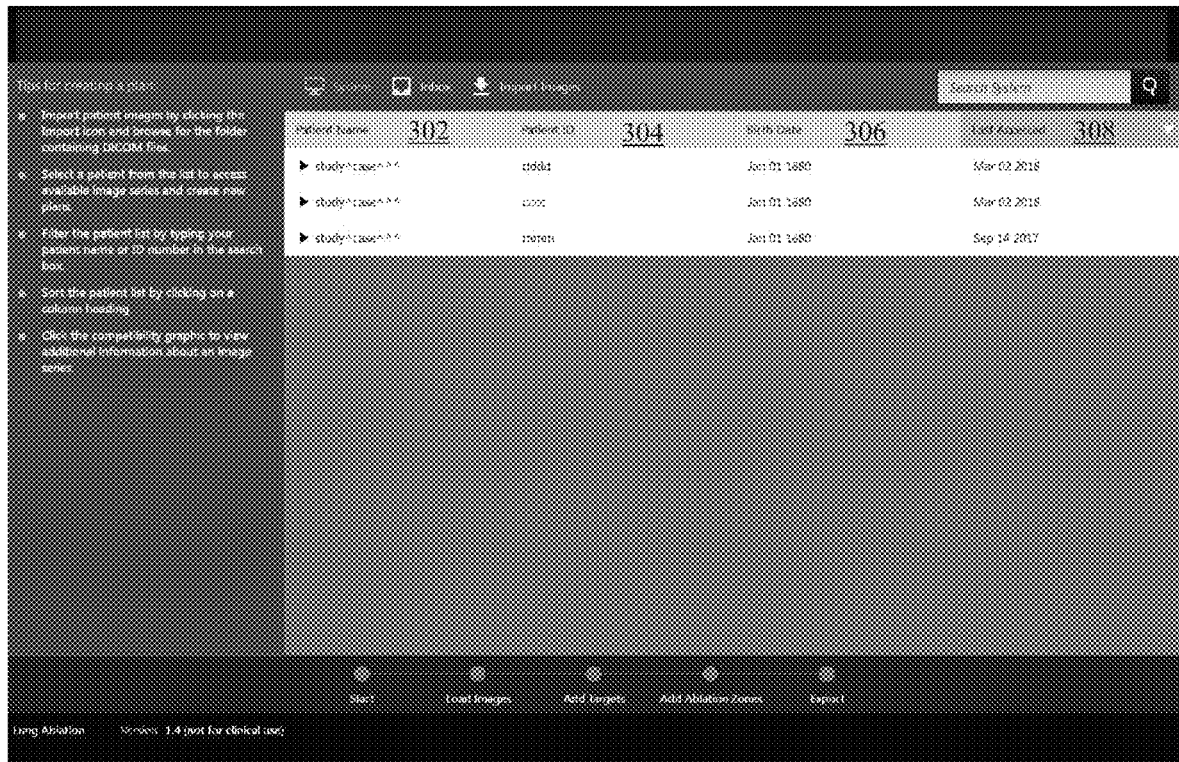 Tips for creating a plan:
Import patient images by clicking the
Import icon and browse for the folder
containing DICOM files.
Select a patient from the list to access
available image series and create new
plans.
Filter the patient list by typing your
patient name or ID number in the search
box.
Sort the patient list by clicking on a
column heading
Click the compatibility graphic to view
additional information about an image
series.
System Inbox Import Images Search System
Patient Name 302 Patient ID 304 Birth Date 306 Last Accessed 308
study^case^^^ Jan 01 1680 Mar 02 2018
study^case^^^ Jan 01 1680 Mar 02 2018
study^case^^^ Jan 01 1680 Sep 14 2017
Start Load Images Add Targets Add Ablation Zones Export
Lung Ablation Version: 1.4 (not for clinical use)